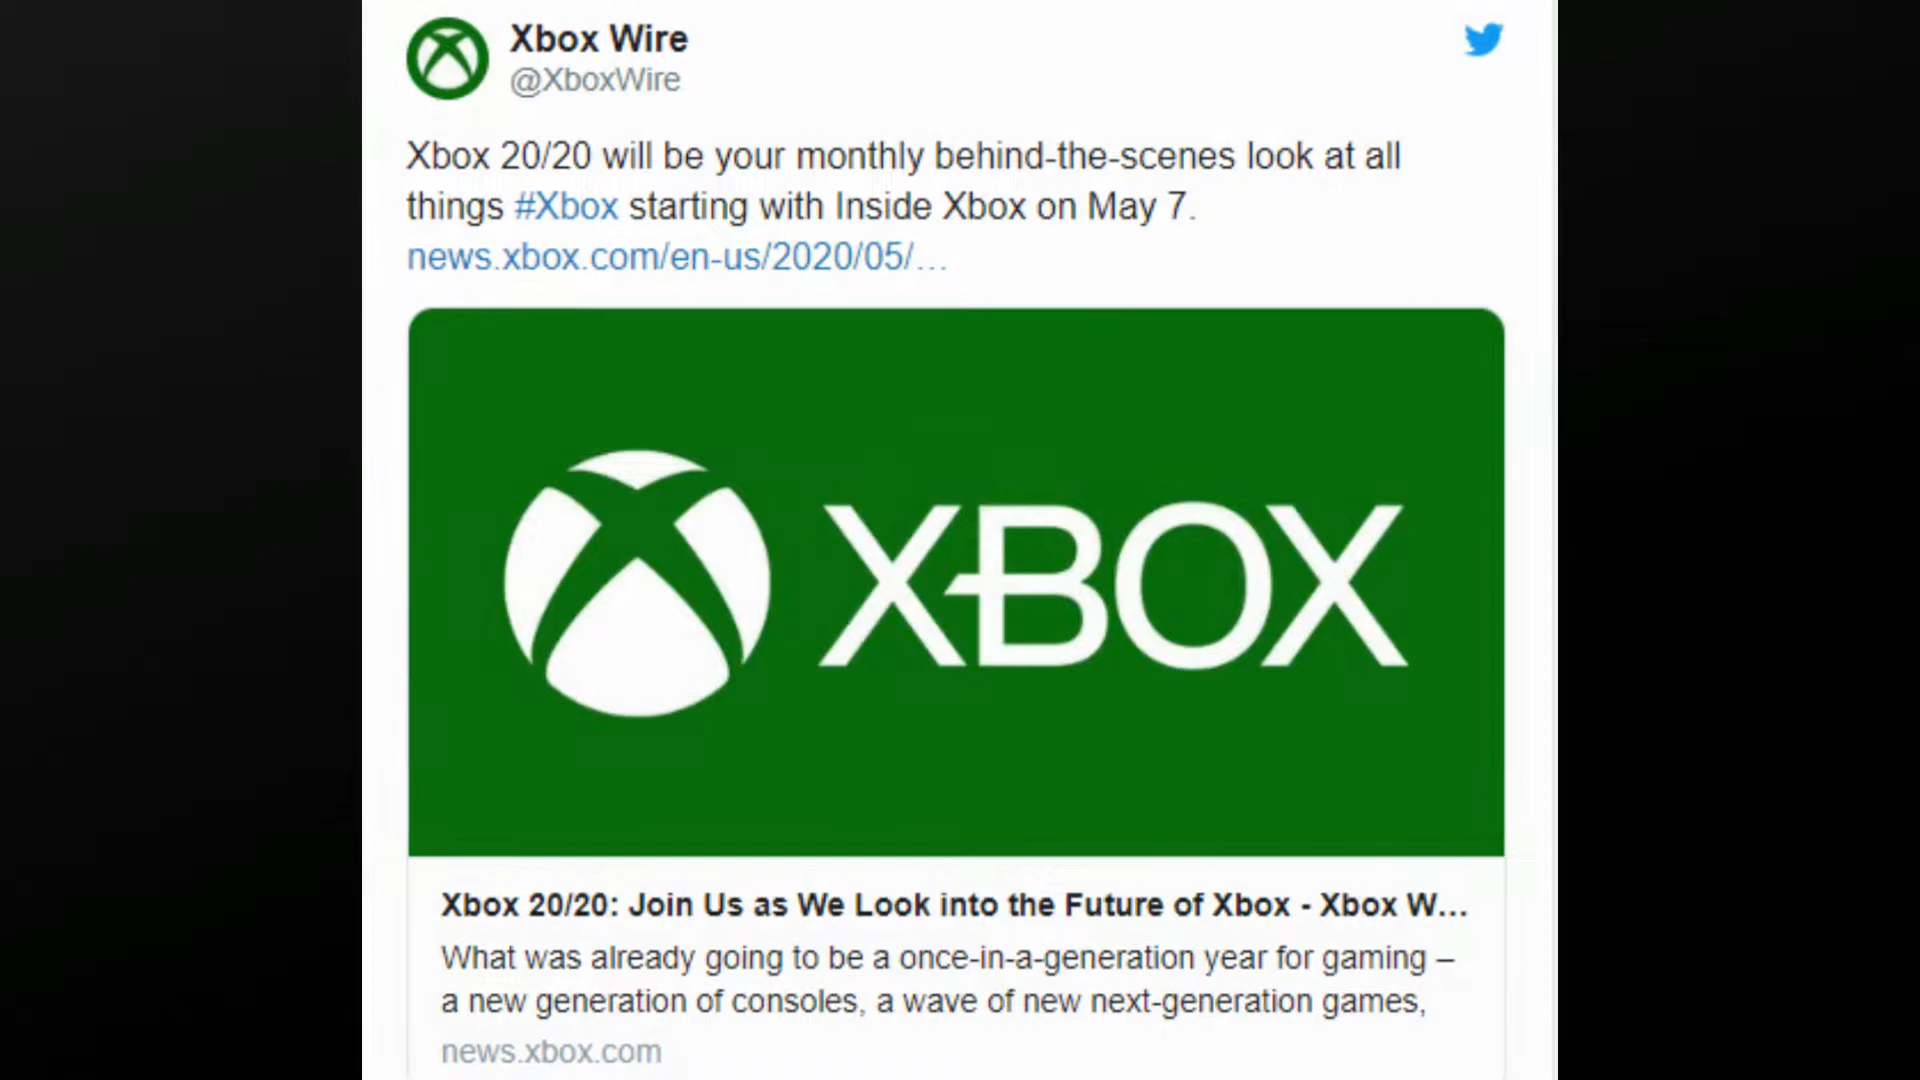 Xbox Wire
@XboxWire
Xbox 20/20 will be your monthly behind-the-scenes look at all
things #Xbox starting with Inside Xbox on May 7.
news.xbox.com/en-us/2020/05/…
XBOX
Xbox 20/20: Join Us as We Look into the Future of Xbox - Xbox W…
What was already going to be a once-in-a-generation year for gaming –
a new generation of consoles, a wave of new next-generation games,
news.xbox.com